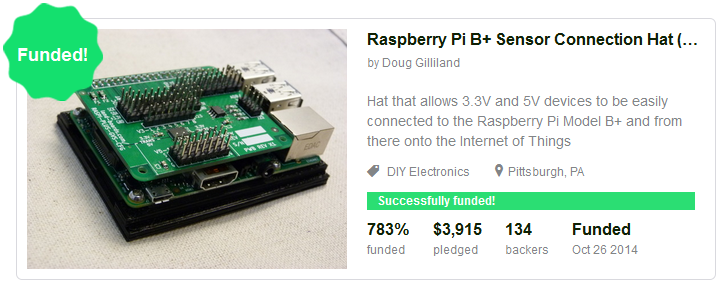 Funded!
Raspberry Pi B+ Sensor Connection Hat (...
by Doug Gilliland
Hat that allows 3.3V and 5V devices to be easily
connected to the Raspberry Pi Model B+ and from
there onto the Internet of Things
DIY Electronics
Pittsburgh, PA
Successfully funded!
783% $3,915 134 Funded
funded pledged backers Oct 26 2014